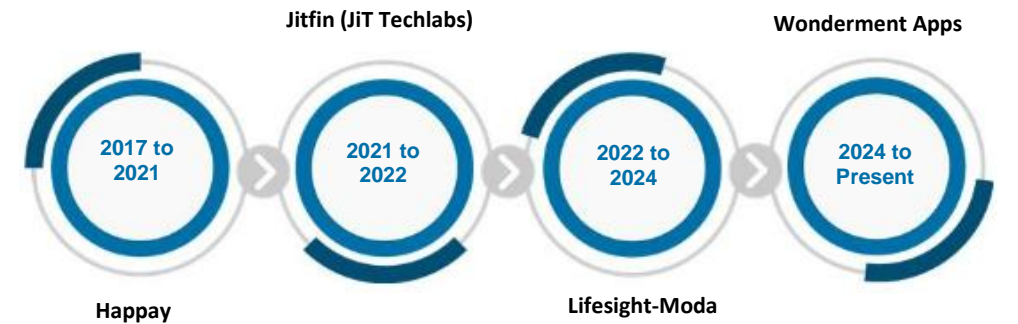 Jitfin (JiT Techlabs)
Wonderment Apps
2017 to
2021
2021 to
2022
2022 to
2024
2024 to
Present
Happay
Lifesight-Moda